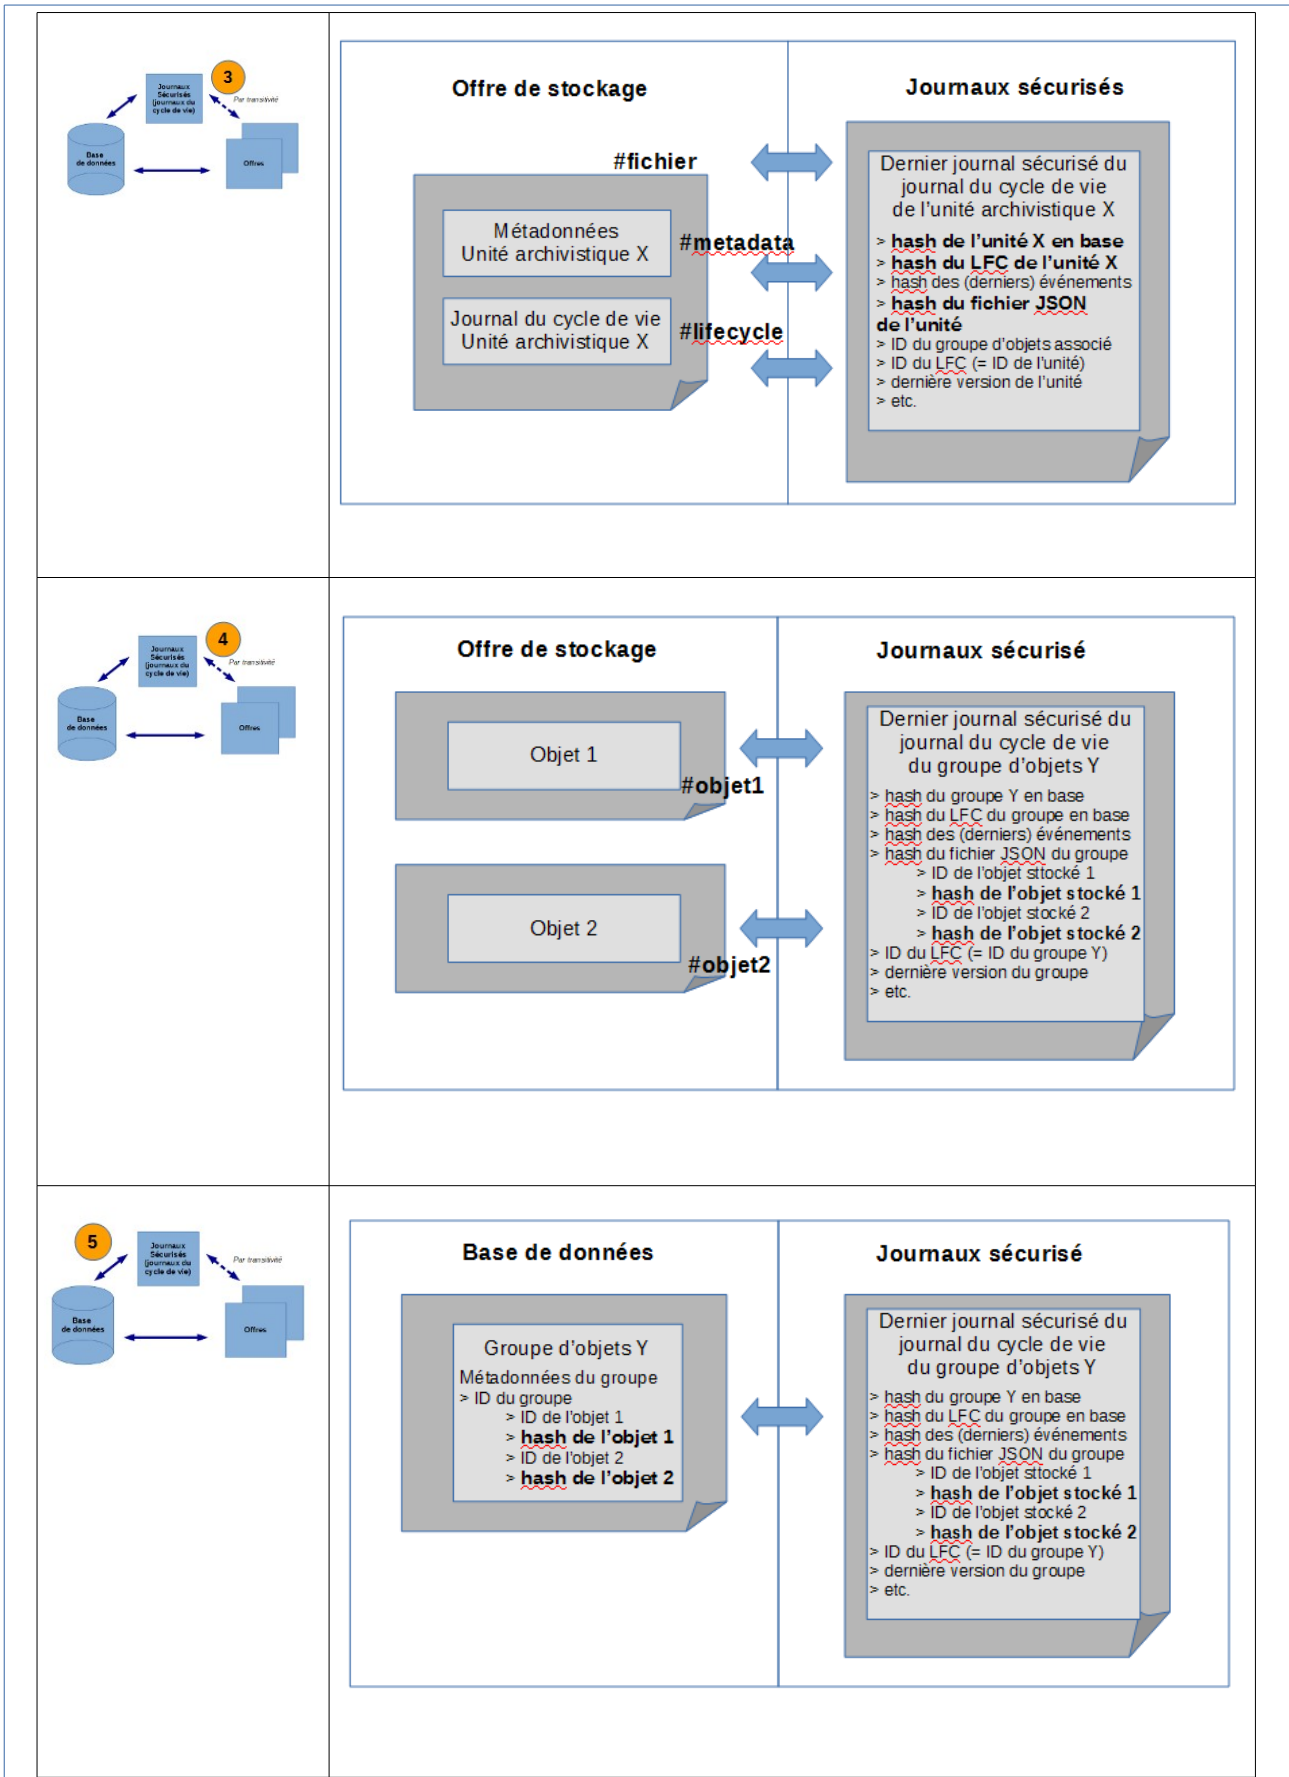 3
Journaux
Sécurisés
(journaux du
cycle de vie)
Par transitivité
Base
de données
Offres
Offre de stockage
Journaux sécurisés
#fichier
Métadonnées
Unité archivistique X
#metadata
Journal du cycle de vie
Unité archivistique X
#lifecycle
Dernier journal sécurisé du
journal du cycle de vie
de l'unité archivistique X
> hash de l'unité X en base
> hash du LFC de l'unité X
> hash des (derniers) événements
> hash du fichier JSON
de l'unité
> ID du groupe d'objets associé
> ID du LFC (= ID de l'unité)
> dernière version de l'unité
> etc.
4
Journaux
Sécurisés
(journaux du
cycle de vie)
Par transitivité
Base
de données
Offres
Offre de stockage
Journaux sécurisé
Objet 1
#objet1
Objet 2
#objet2
Dernier journal sécurisé du
journal du cycle de vie
du groupe d'objets Y
> hash du groupe Y en base
> hash du LFC du groupe en base
> hash des (derniers) événements
> hash du fichier JSON du groupe
> ID de l'objet sttocké 1
> hash de l'objet stocké 1
> ID de l'objet stocké 2
> hash de l'objet stocké 2
> ID du LFC (= ID du groupe Y)
> dernière version du groupe
> etc.
5
Journaux
Sécurisés
(journaux du
cycle de vie)
Par transitivité
Base
de données
Offres
Base de données
Journaux sécurisé
Groupe d'objets Y
Métadonnées du groupe
> ID du groupe
> ID de l'objet 1
> hash de l'objet 1
> ID de l'objet 2
> hash de l'objet 2
Dernier journal sécurisé du
journal du cycle de vie
du groupe d'objets Y
> hash du groupe Y en base
> hash du LFC du groupe en base
> hash des (derniers) événements
> hash du fichier JSON du groupe
> ID de l'objet sttocké 1
> hash de l'objet stocké 1
> ID de l'objet stocké 2
> hash de l'objet stocké 2
> ID du LFC (= ID du groupe Y)
> dernière version du groupe
> etc.